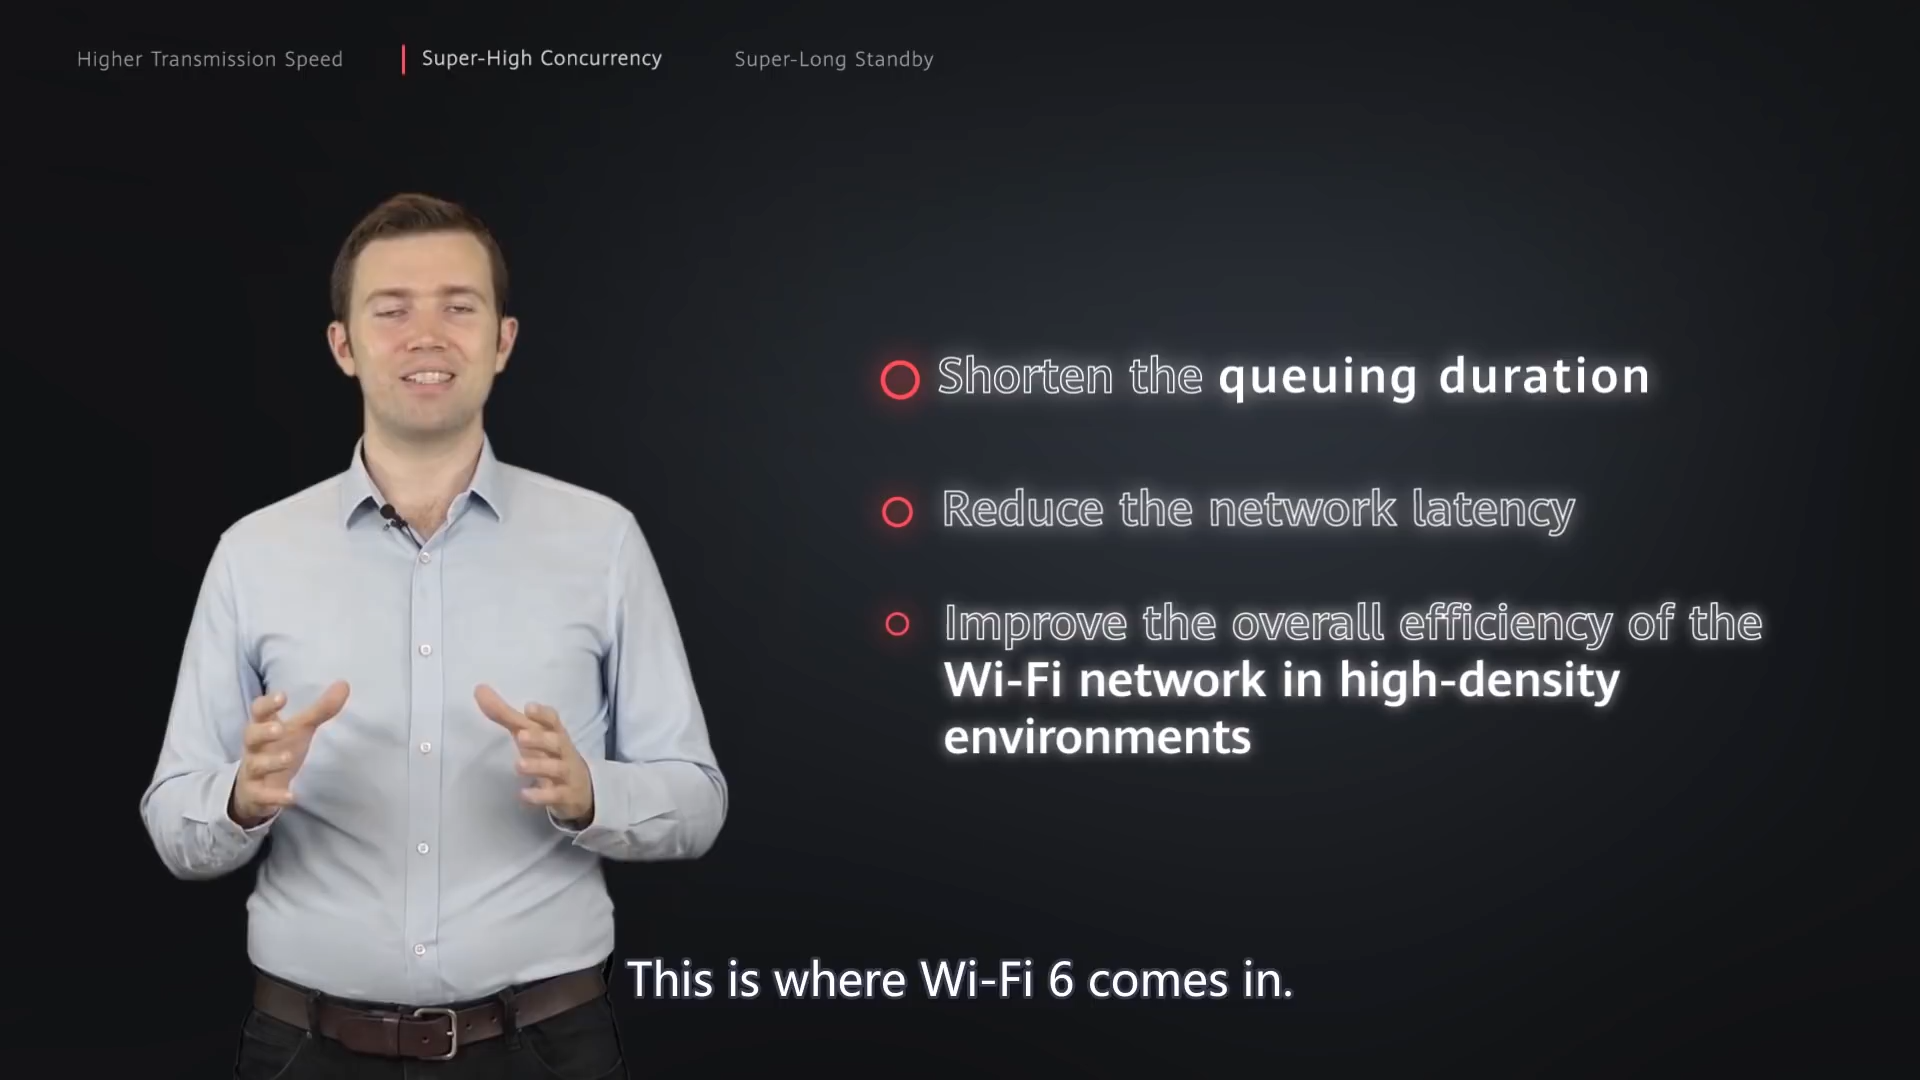 Higher Transmission Speed
Super-High Concurrency
Super-Long Standby
Shorten the queuing duration
Reduce the network latency
Improve the overall efficiency of the
Wi-Fi network in high-density
environments
This is where Wi-Fi 6 comes in.